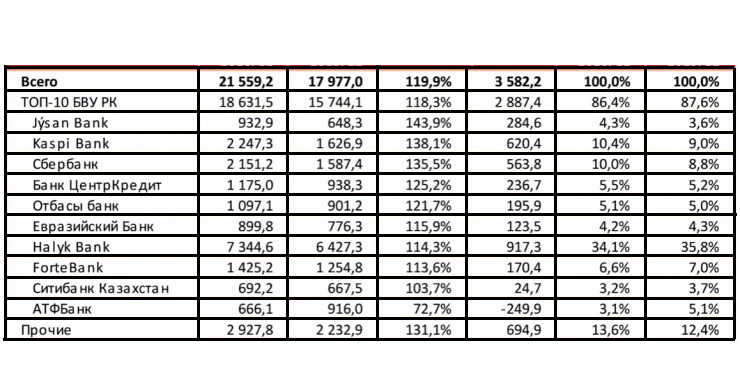 Всего 21 559,2 17 977,0 119,9% 3 582,2 100,0% 100,0%
ТОП-10 БВУ РК 18 631,5 15 744,1 118,3% 2 887,4 86,4% 87,6%
Jýsan Bank 932,9 648,3 143,9% 284,6 4,3% 3,6%
Kaspi Bank 2 247,3 1 626,9 138,1% 620,4 10,4% 9,0%
Сбербанк 2 151,2 1 587,4 135,5% 563,8 10,0% 8,8%
Банк ЦентрКредит 1 175,0 938,3 125,2% 236,7 5,5% 5,2%
Отбасы банк 1 097,1 901,2 121,7% 195,9 5,1% 5,0%
Евразийский Банк 899,8 776,3 115,9% 123,5 4,2% 4,3%
Halyk Bank 7 344,6 6 427,3 114,3% 917,3 34,1% 35,8%
ForteBank 1 425,2 1 254,8 113,6% 170,4 6,6% 7,0%
Ситибанк Казахстан 692,2 667,5 103,7% 24,7 3,2% 3,7%
АТФБанк 666,1 916,0 72,7% -249,9 3,1% 5,1%
Прочие 2 927,8 2 232,9 131,1% 694,9 13,6% 12,4%